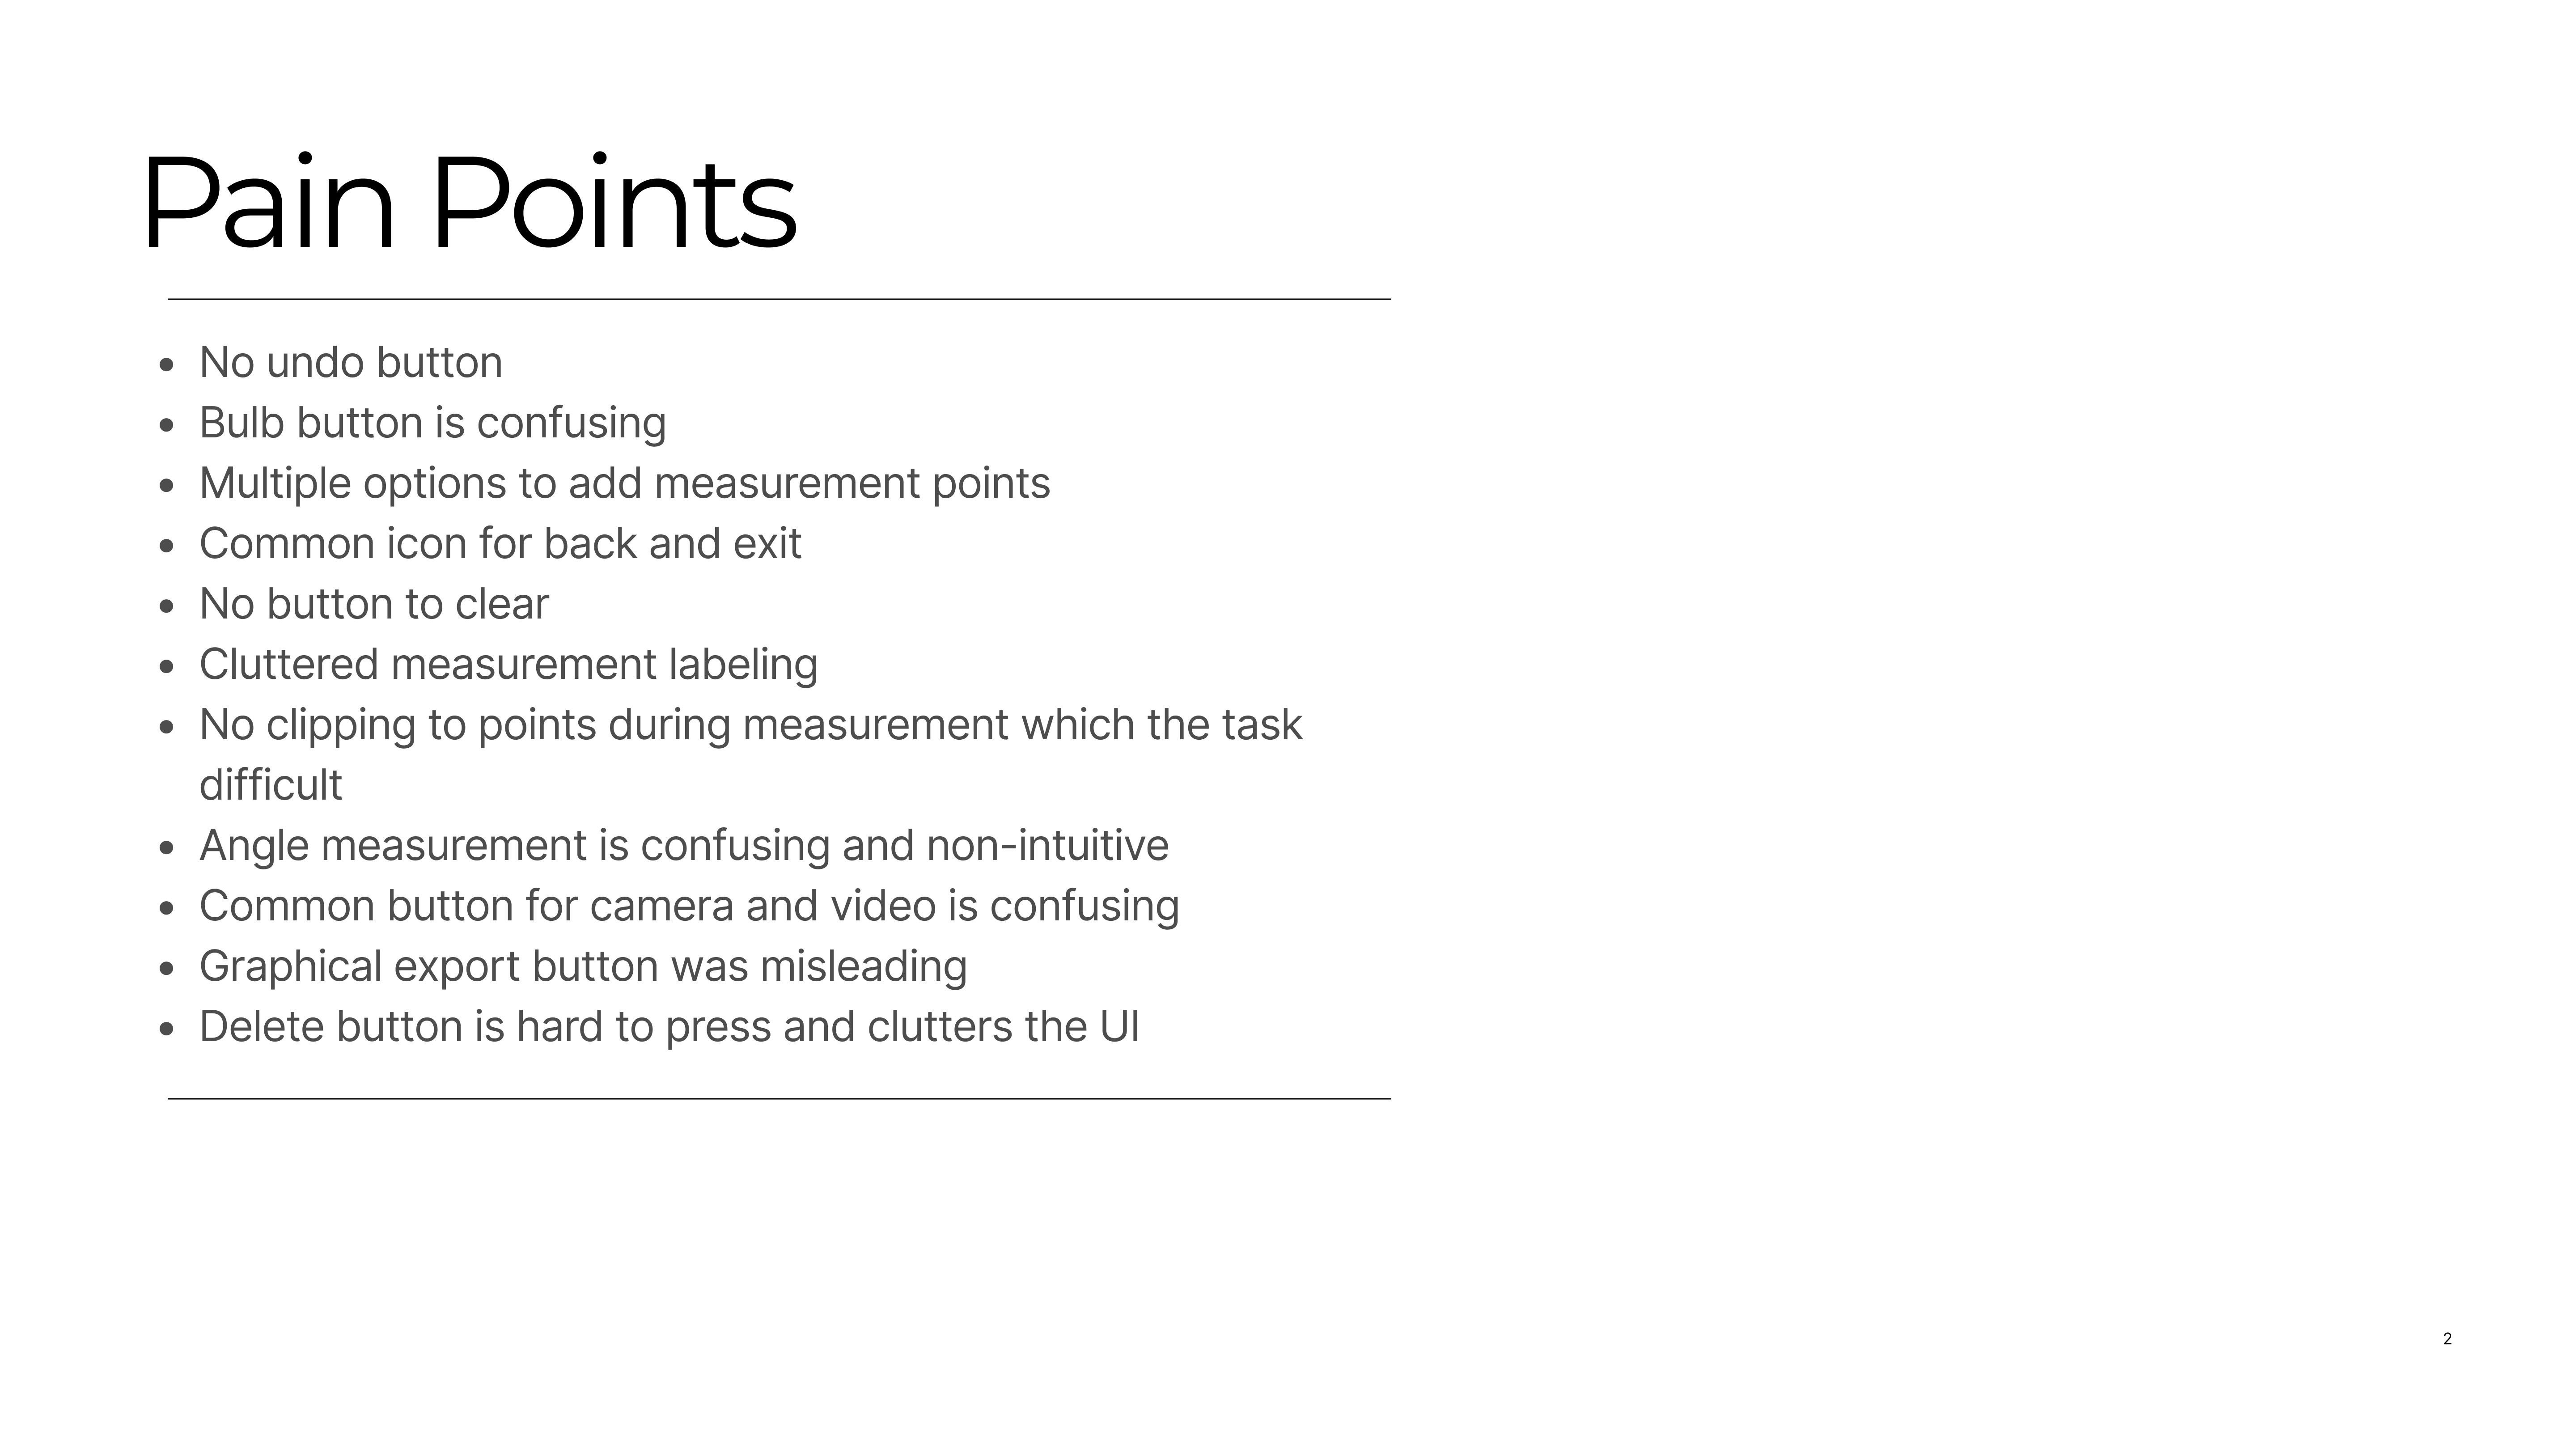 Pain Points
• No undo button
• Bulb button is confusing
• Multiple options to add measurement points
• Common icon for back and exit
• No button to clear
• Cluttered measurement labeling
• No clipping to points during measurement which the task
difficult
• Angle measurement is confusing and non-intuitive
• Common button for camera and video is confusing
• Graphical export button was misleading
• Delete button is hard to press and clutters the UI
2